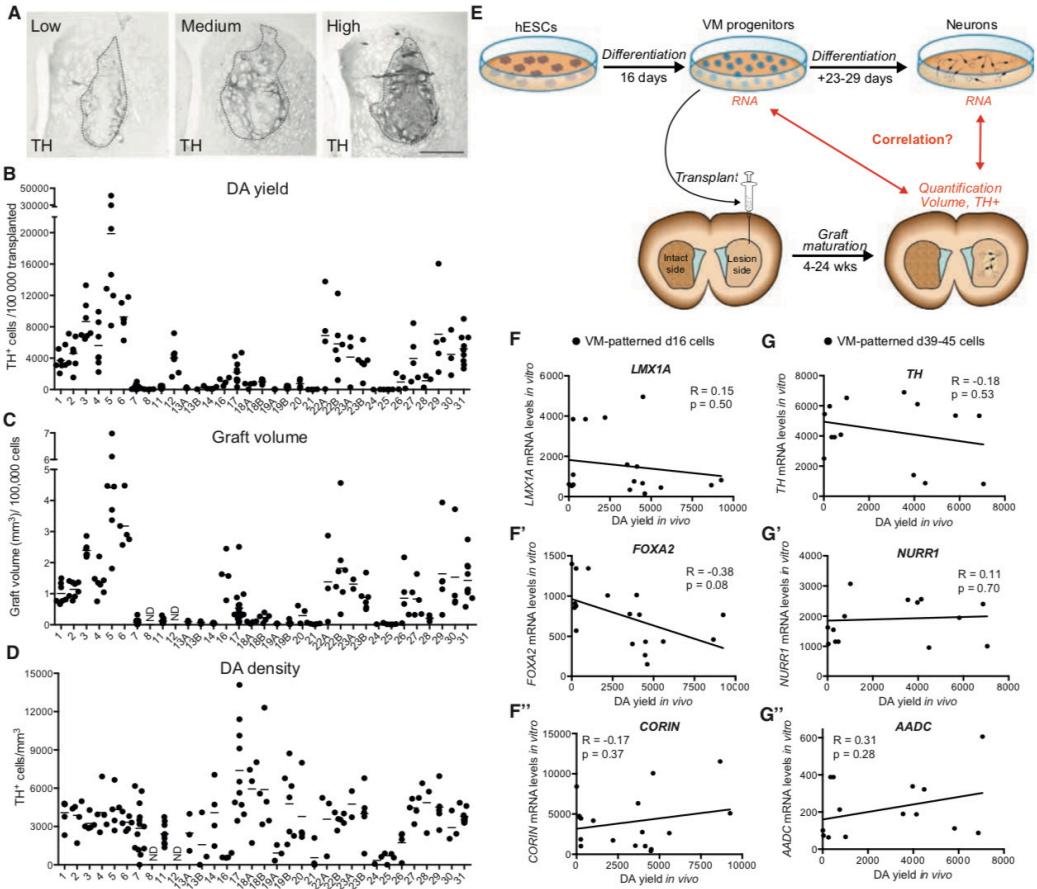 A
Low
Medium
High
TH
TH
TH
B
DA yield
TH⁺ cells /100 000 transplanted
50000
30000
20000
16000
12000
8000
4000
0
1 2 3 4 5 6 7 8 11 12 13A 13B 14 16 17 18A 18B 19A 19B 20 21 22A 22B 23A 23B 24 25 26 27 28 29 30 31
C
Graft volume
Graft volume (mm³)/ 100,000 cells
7
6
5
4
3
2
1
0
ND
ND
1 2 3 4 5 6 7 8 11 12 13A 13B 14 16 17 18A 18B 19A 19B 20 21 22A 22B 23A 23B 24 25 26 27 28 29 30 31
D
DA density
TH⁺ cells/mm³
15000
12000
9000
6000
3000
0
ND
ND
1 2 3 4 5 6 7 8 11 12 13A 13B 14 16 17 18A 18B 19A 19B 20 21 22A 22B 23A 23B 24 25 26 27 28 29 30 31
E
hESCs
VM progenitors
Neurons
Differentiation
16 days
Differentiation
+23-29 days
RNA
RNA
Correlation?
Transplant
Quantification
Volume, TH+
Intact
side
Lesion
side
Graft
maturation
4-24 wks
F
● VM-patterned d16 cells
LMX1A
R = 0.15
p = 0.50
LMX1A mRNA levels in vitro
6000
4000
2000
0
0 2500 5000 7500 10000
DA yield in vivo
G
● VM-patterned d39-45 cells
TH
R = -0.18
p = 0.53
TH mRNA levels in vitro
8000
6000
4000
2000
0
0 2000 4000 6000 8000
DA yield in vivo
F'
FOXA2
R = -0.38
p = 0.08
FOXA2 mRNA levels in vitro
1500
1000
500
0
0 2500 5000 7500 10000
DA yield in vivo
G'
NURR1
R = 0.11
p = 0.70
NURR1 mRNA levels in vitro
4000
3000
2000
1000
0
0 2000 4000 6000 8000
DA yield in vivo
F''
CORIN
R = -0.17
p = 0.37
CORIN mRNA levels in vitro
15000
10000
5000
0
0 2500 5000 7500 10000
DA yield in vivo
G''
AADC
R = 0.31
p = 0.28
AADC mRNA levels in vitro
600
400
200
0
0 2000 4000 6000 8000
DA yield in vivo